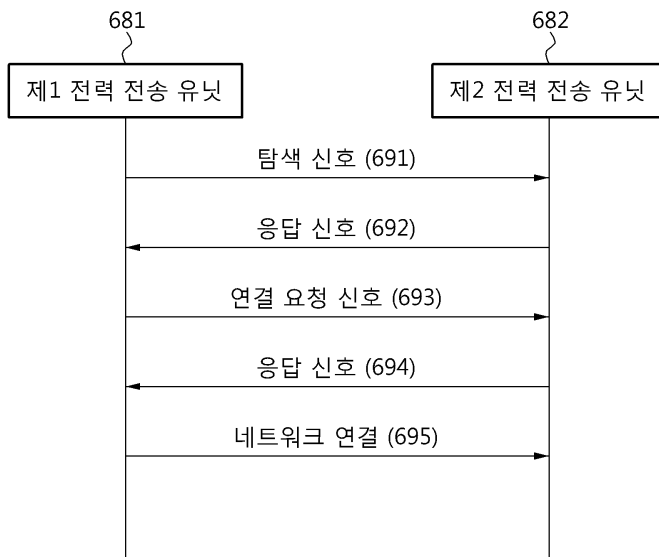 681
682
제1 전력 전송 유닛
제2 전력 전송 유닛
탐색 신호 (691)
응답 신호 (692)
연결 요청 신호 (693)
응답 신호 (694)
네트워크 연결 (695)